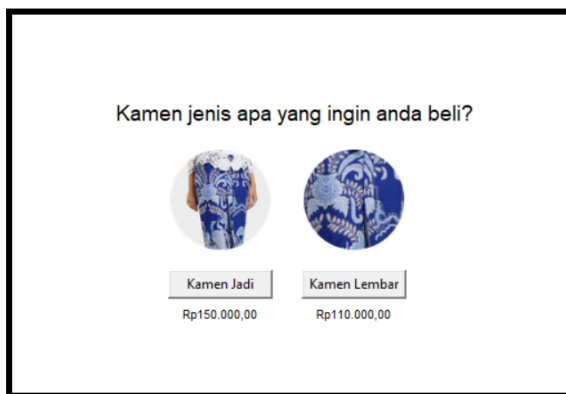 Kamen jenis apa yang ingin anda beli?
Kamen Jadi
Kamen Lembar
Rp150.000,00
Rp110.000,00